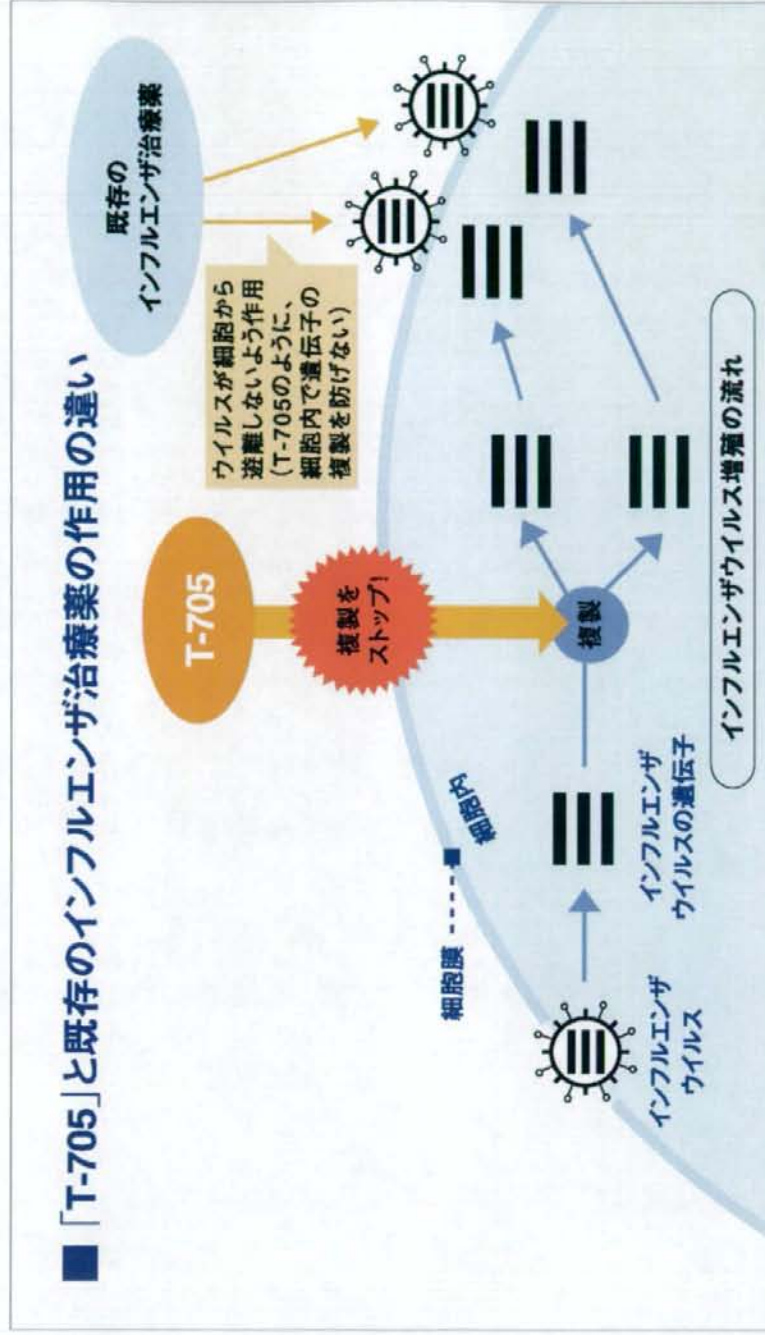 ■「T-705」と既存のインフルエンザ治療薬の作用の違い
T-705
既存の
インフルエンザ治療薬
複製を
ストップ!
ウイルスが細胞から
遊離しないよう作用
(T-705のように、
細胞内で遺伝子の
複製を防げない)
細胞膜
細胞内
複製
インフルエンザ
ウイルス
インフルエンザ
ウイルスの遺伝子
インフルエンザウイルス増殖の流れ